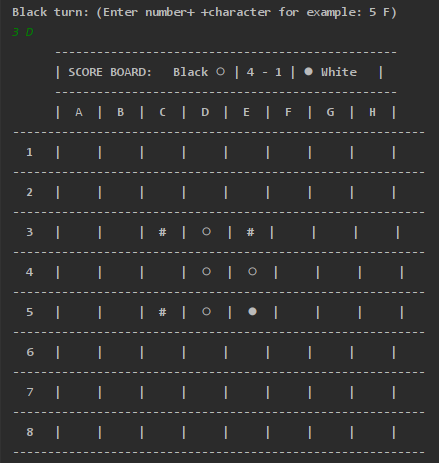 Black turn: (Enter number+ +character for example: 5 F)
3 D
-----------------------------------------
| SCORE BOARD:   Black ○ | 4 - 1 | ● White   |
-----------------------------------------
|  A  |  B  |  C  |  D  |  E  |  F  |  G  |  H  |
-------------------------------------------------
1  |     |     |     |     |     |     |     |     |
-------------------------------------------------
2  |     |     |     |     |     |     |     |     |
-------------------------------------------------
3  |     |     |  #  |  ○  |  #  |     |     |     |
-------------------------------------------------
4  |     |     |     |  ○  |  ○  |     |     |     |
-------------------------------------------------
5  |     |     |  #  |  ○  |  ●  |     |     |     |
-------------------------------------------------
6  |     |     |     |     |     |     |     |     |
-------------------------------------------------
7  |     |     |     |     |     |     |     |     |
-------------------------------------------------
8  |     |     |     |     |     |     |     |     |
-------------------------------------------------